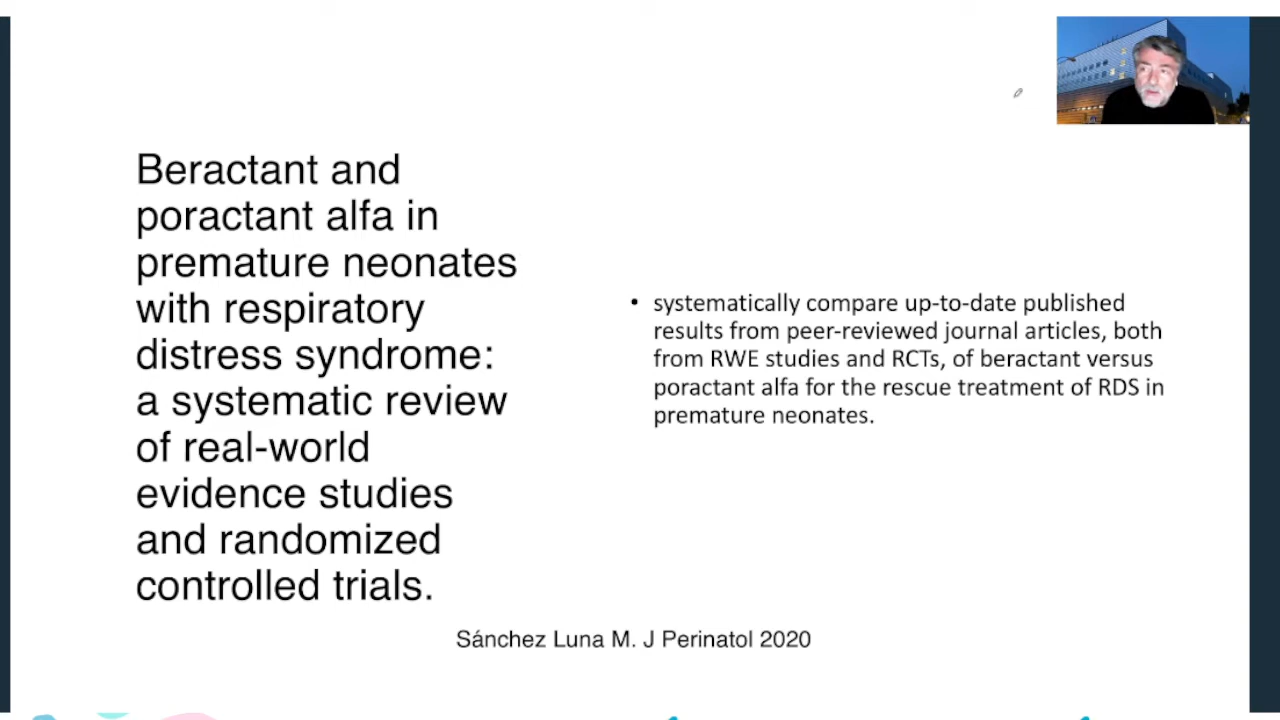 Beractant and
poractant alfa in
premature neonates
with respiratory
distress syndrome:
a systematic review
of real-world
evidence studies
and randomized
controlled trials.
• systematically compare up-to-date published
results from peer-reviewed journal articles, both
from RWE studies and RCTs, of beractant versus
poractant alfa for the rescue treatment of RDS in
premature neonates.
Sánchez Luna M. J Perinatol 2020